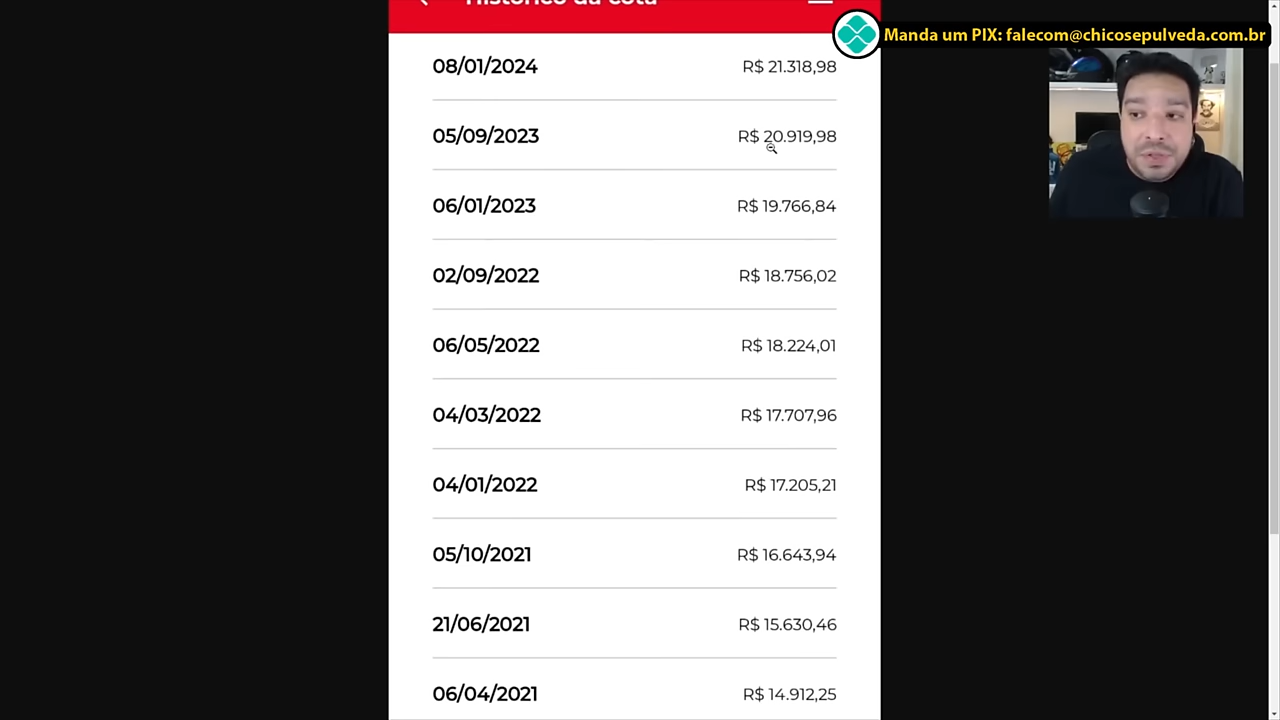 Histórico da cota
Manda um PIX: falecom@chicosepulveda.com.br
08/01/2024 R$ 21.318,98
05/09/2023 R$ 20.919,98
06/01/2023 R$ 19.766,84
02/09/2022 R$ 18.756,02
06/05/2022 R$ 18.224,01
04/03/2022 R$ 17.707,96
04/01/2022 R$ 17.205,21
05/10/2021 R$ 16.643,94
21/06/2021 R$ 15.630,46
06/04/2021 R$ 14.912,25